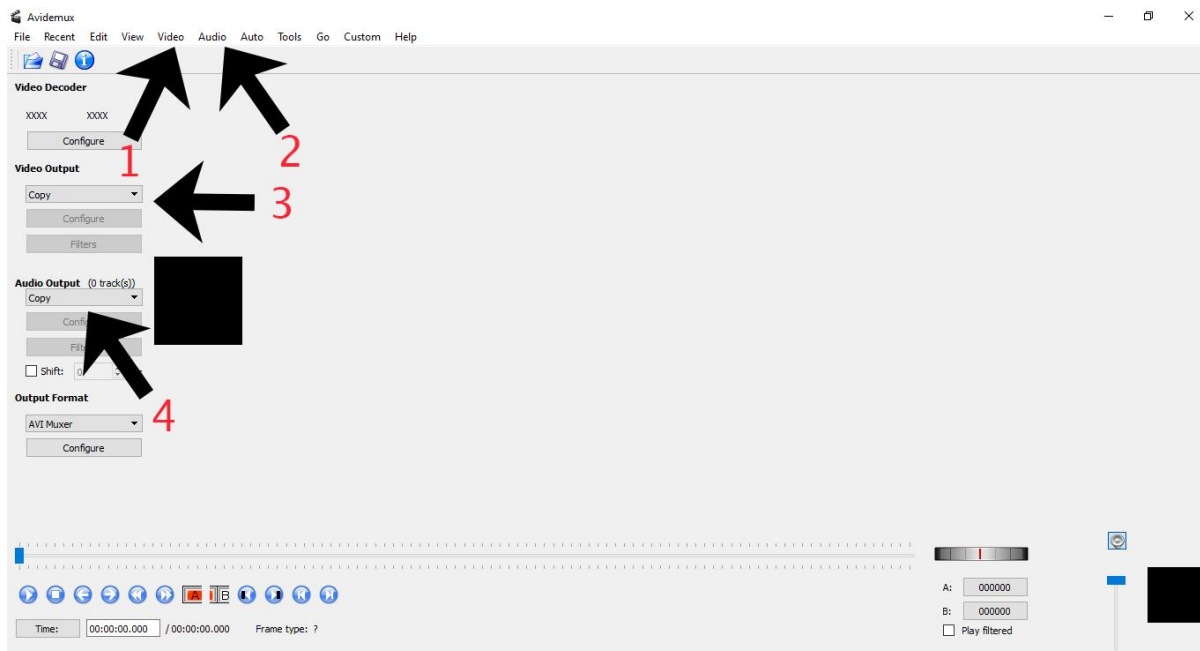 Avidemux
File Recent Edit View Video Audio Auto Tools Go Custom Help
Video Decoder
XXXX XXXX
Configure
1
2
Video Output
Copy
3
Configure
Filters
Audio Output (0 track(s))
Copy
Shift:
4
Output Format
AVI Muxer
Configure
A B
A: 000000
B: 000000
Time: 00:00:00.000 / 00:00:00.000 Frame type: ?
Play filtered